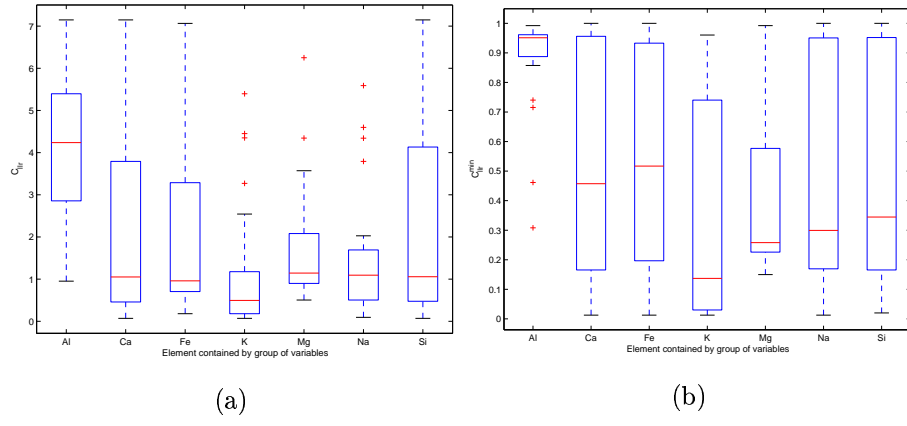 7
6
5
4
3
2
1
0
C_llr
Al Ca Fe K Mg Na Si
Element contained by group of variables
(a)
1
0.9
0.8
0.7
0.6
0.5
0.4
0.3
0.2
0.1
0
C_llr^min
Al Ca Fe K Mg Na Si
Element contained by group of variables
(b)